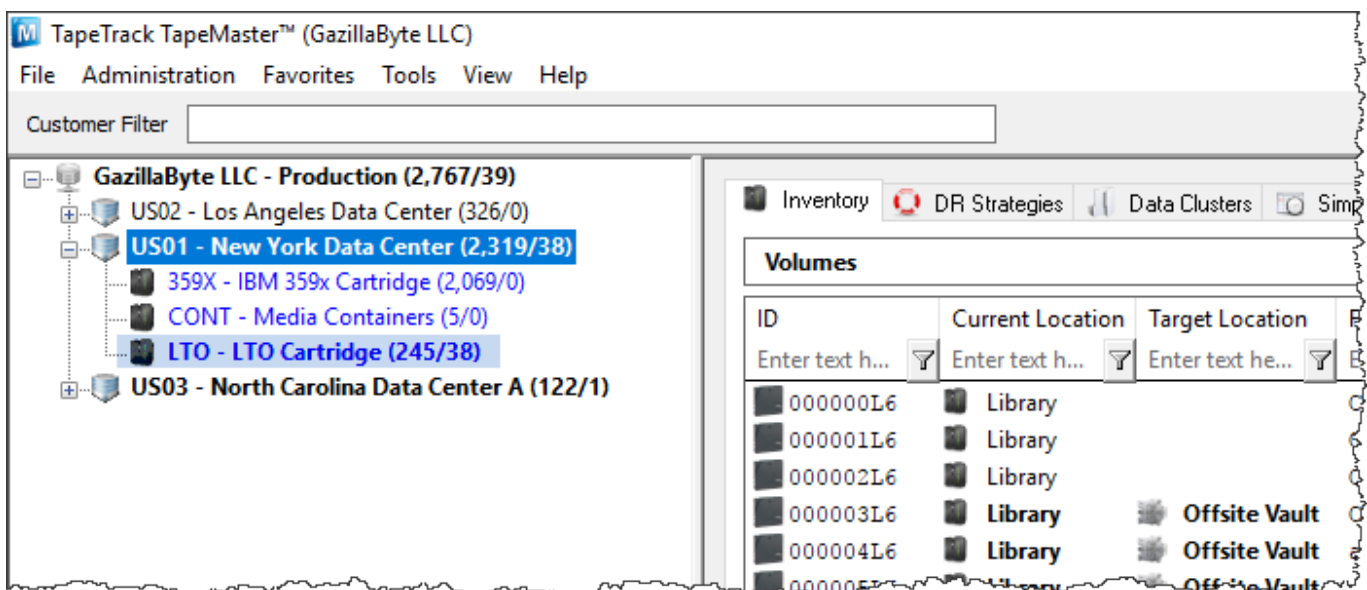 TapeTrack TapeMaster™ (GazillaByte LLC)
File Administration Favorites Tools View Help
Customer Filter
GazillaByte LLC - Production (2,767/39)
US02 - Los Angeles Data Center (326/0)
US01 - New York Data Center (2,319/38)
359X - IBM 359x Cartridge (2,069/0)
CONT - Media Containers (5/0)
LTO - LTO Cartridge (245/38)
US03 - North Carolina Data Center A (122/1)
Inventory DR Strategies Data Clusters
Volumes
ID Current Location Target Location
Enter text h... Enter text h... Enter text he...
000000L6 Library
000001L6 Library
000002L6 Library
000003L6 Library Offsite Vault
000004L6 Library Offsite Vault
Library Offsite Vault